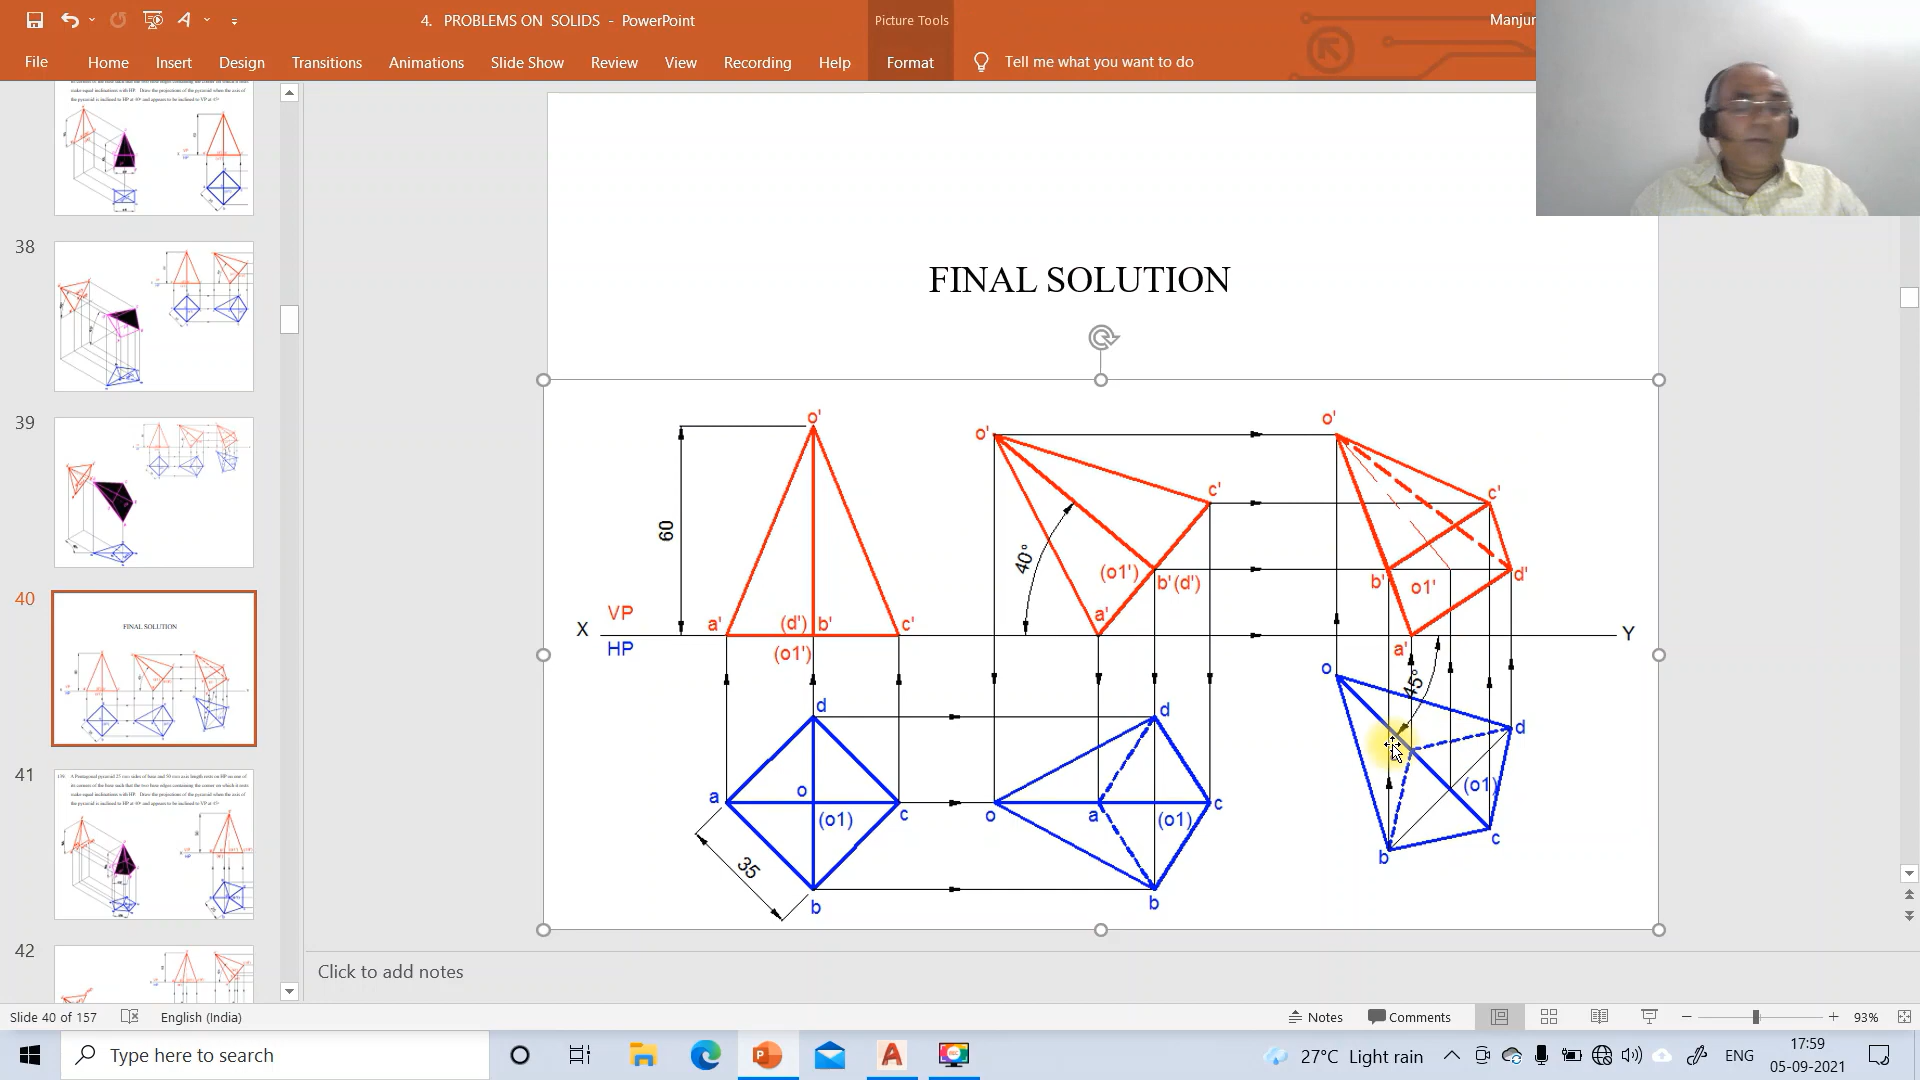 4. PROBLEMS ON SOLIDS - PowerPoint
Picture Tools
Manjun
File Home Insert Design Transitions Animations Slide Show Review View Recording Help Format Tell me what you want to do
38
39
40
41
42
FINAL SOLUTION
FINAL SOLUTION
o'
o'
o'
60
40°
c'
c'
(o1')
b'(d')
b'
o1'
d'
X
VP
HP
a'
(d')
b'
c'
(o1')
a'
a'
Y
o
45°
d
d
d
a
o
(o1)
c
o
a
(o1)
c
(o1)
c
b
35
b
b
Click to add notes
Slide 40 of 157
English (India)
Notes
Comments
93%
Type here to search
27°C Light rain
ENG
17:59
05-09-2021